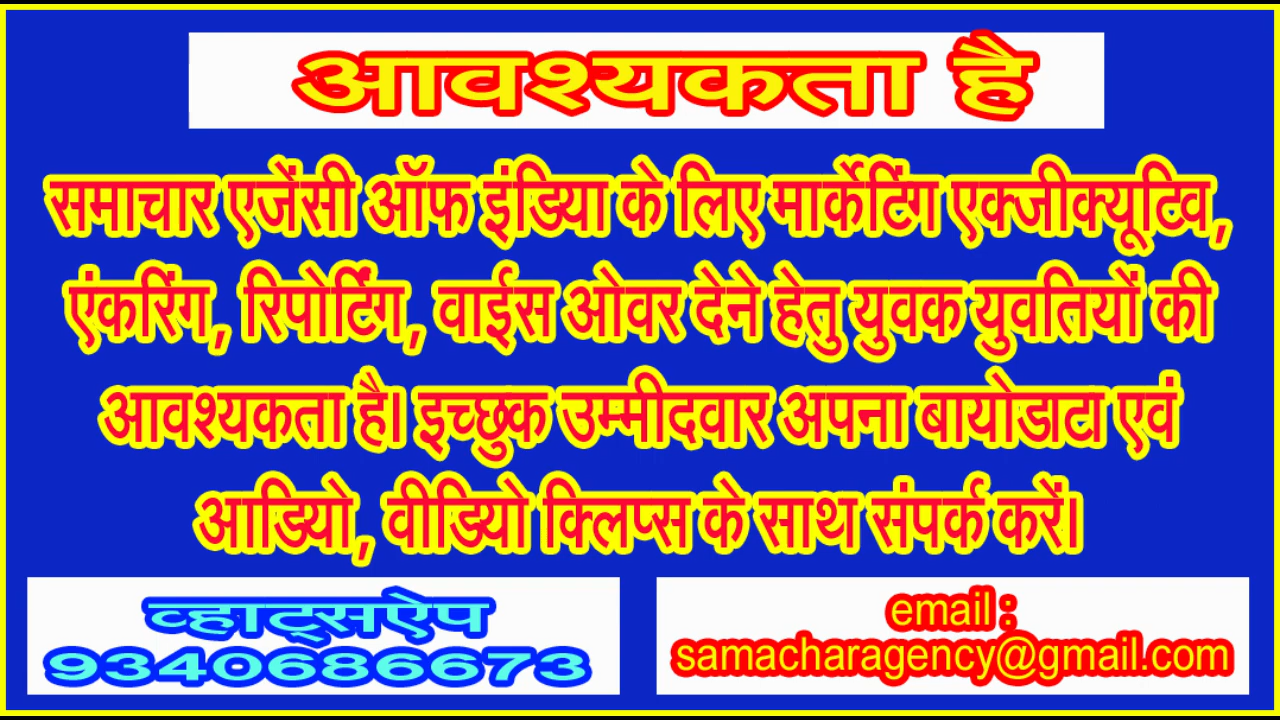 आवश्यकता है
समाचार एजेंसी ऑफ इंडिया के लिए मार्केटिंग एक्जीक्यूटिव,
एंकरिंग, रिपोर्टिंग, वाईस ओवर देने हेतु युवक युवतियों की
आवश्यकता है। इच्छुक उम्मीदवार अपना बायोडाटा एवं
आडियो, वीडियो क्लिप्स के साथ संपर्क करें।
व्हाट्सऐप
9340686673
email :
samacharagency@gmail.com